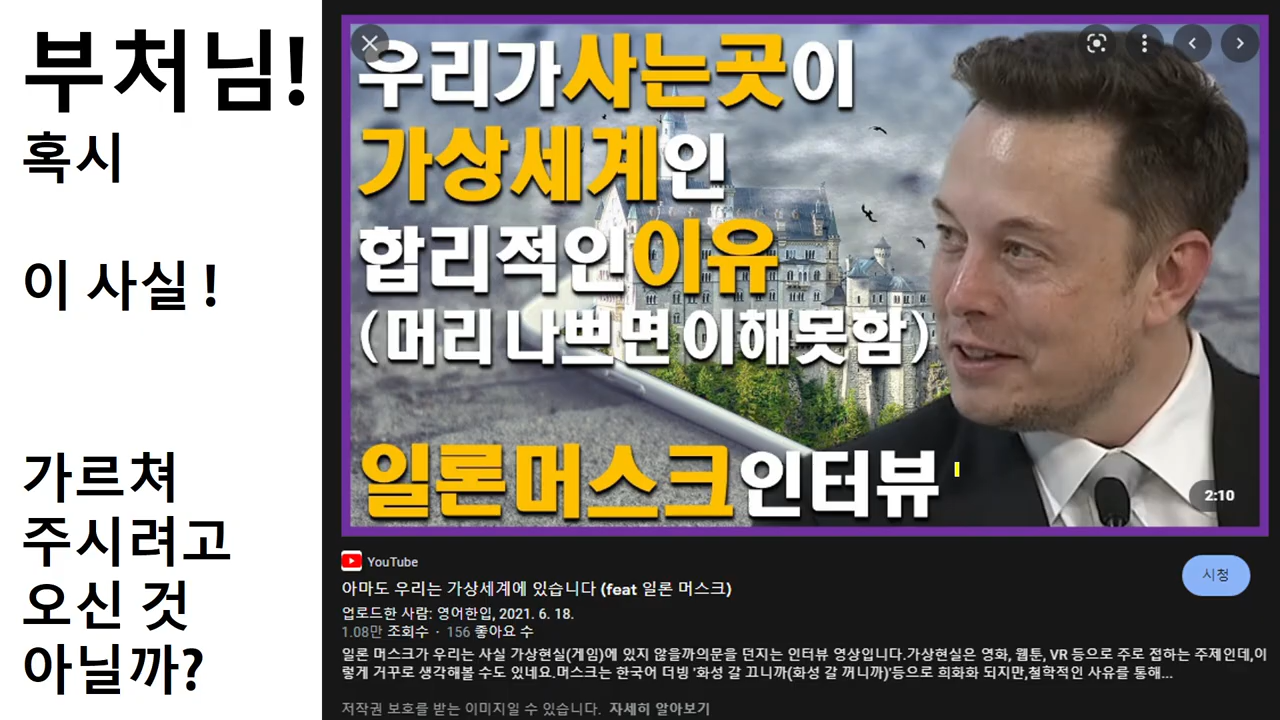 부처님!
혹시
이 사실 !
가르쳐
주시려고
오신 것
아닐까?
우리가사는곳이
가상세계인
합리적인이유
(머리 나쁘면 이해못함)
일론머스크인터뷰
2:10
YouTube
아마도 우리는 가상세계에 있습니다 (feat 일론 머스크)
시청
업로드한 사람: 영어한입, 2021. 6. 18.
1.08만 조회수 · 156 좋아요 수
일론 머스크가 우리는 사실 가상현실(게임)에 있지 않을까의문을 던지는 인터뷰 영상입니다.가상현실은 영화, 웹툰, VR 등으로 주로 접하는 주제인데,이
렇게 거꾸로 생각해볼 수도 있네요.머스크는 한국어 더빙 '화성 갈 끄니까(화성 갈 꺼니까)'등으로 희화화 되지만,철학적인 사유를 통해...
저작권 보호를 받는 이미지일 수 있습니다. 자세히 알아보기